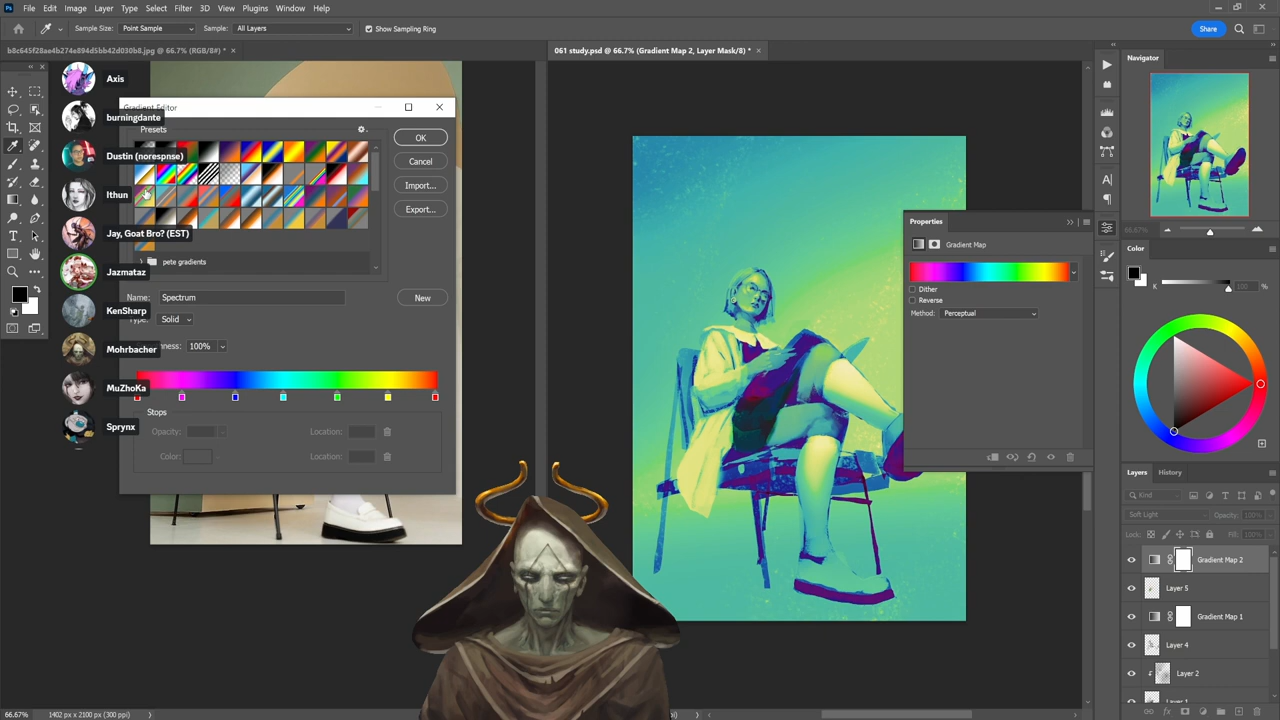 Ps File Edit Image Layer Type Select Filter 3D View Plugins Window Help
Sample Size: Point Sample Sample: All Layers Show Sampling Ring Share
b8c645f28ae4b274e894d5bb42d030b8.jpg @ 66.7% (RGB/8#) * ×
061 study.psd @ 66.7% (Gradient Map 2, Layer Mask/8) * ×
Axis
burningdante
Dustin (norespnse)
Ithun
Jay, Goat Bro? (EST)
Jazmataz
KenSharp
Mohrbacher
MuZhoKa
Sprynx
Gradient Editor
Presets
OK
Cancel
Import...
Export...
pete gradients
Name: Spectrum
New
Type: Solid
ness: 100%
Stops
Opacity: Location:
Color: Location:
Properties
Gradient Map
Dither
Reverse
Method: Perceptual
Navigator
66.67%
Color
K 100 %
Layers History
Kind
Soft Light Opacity: 100%
Lock: Fill: 100%
Gradient Map 2
Layer 5
Gradient Map 1
Layer 4
Layer 2
Layer 1
66.67% 1402 px x 2100 px (300 ppi)